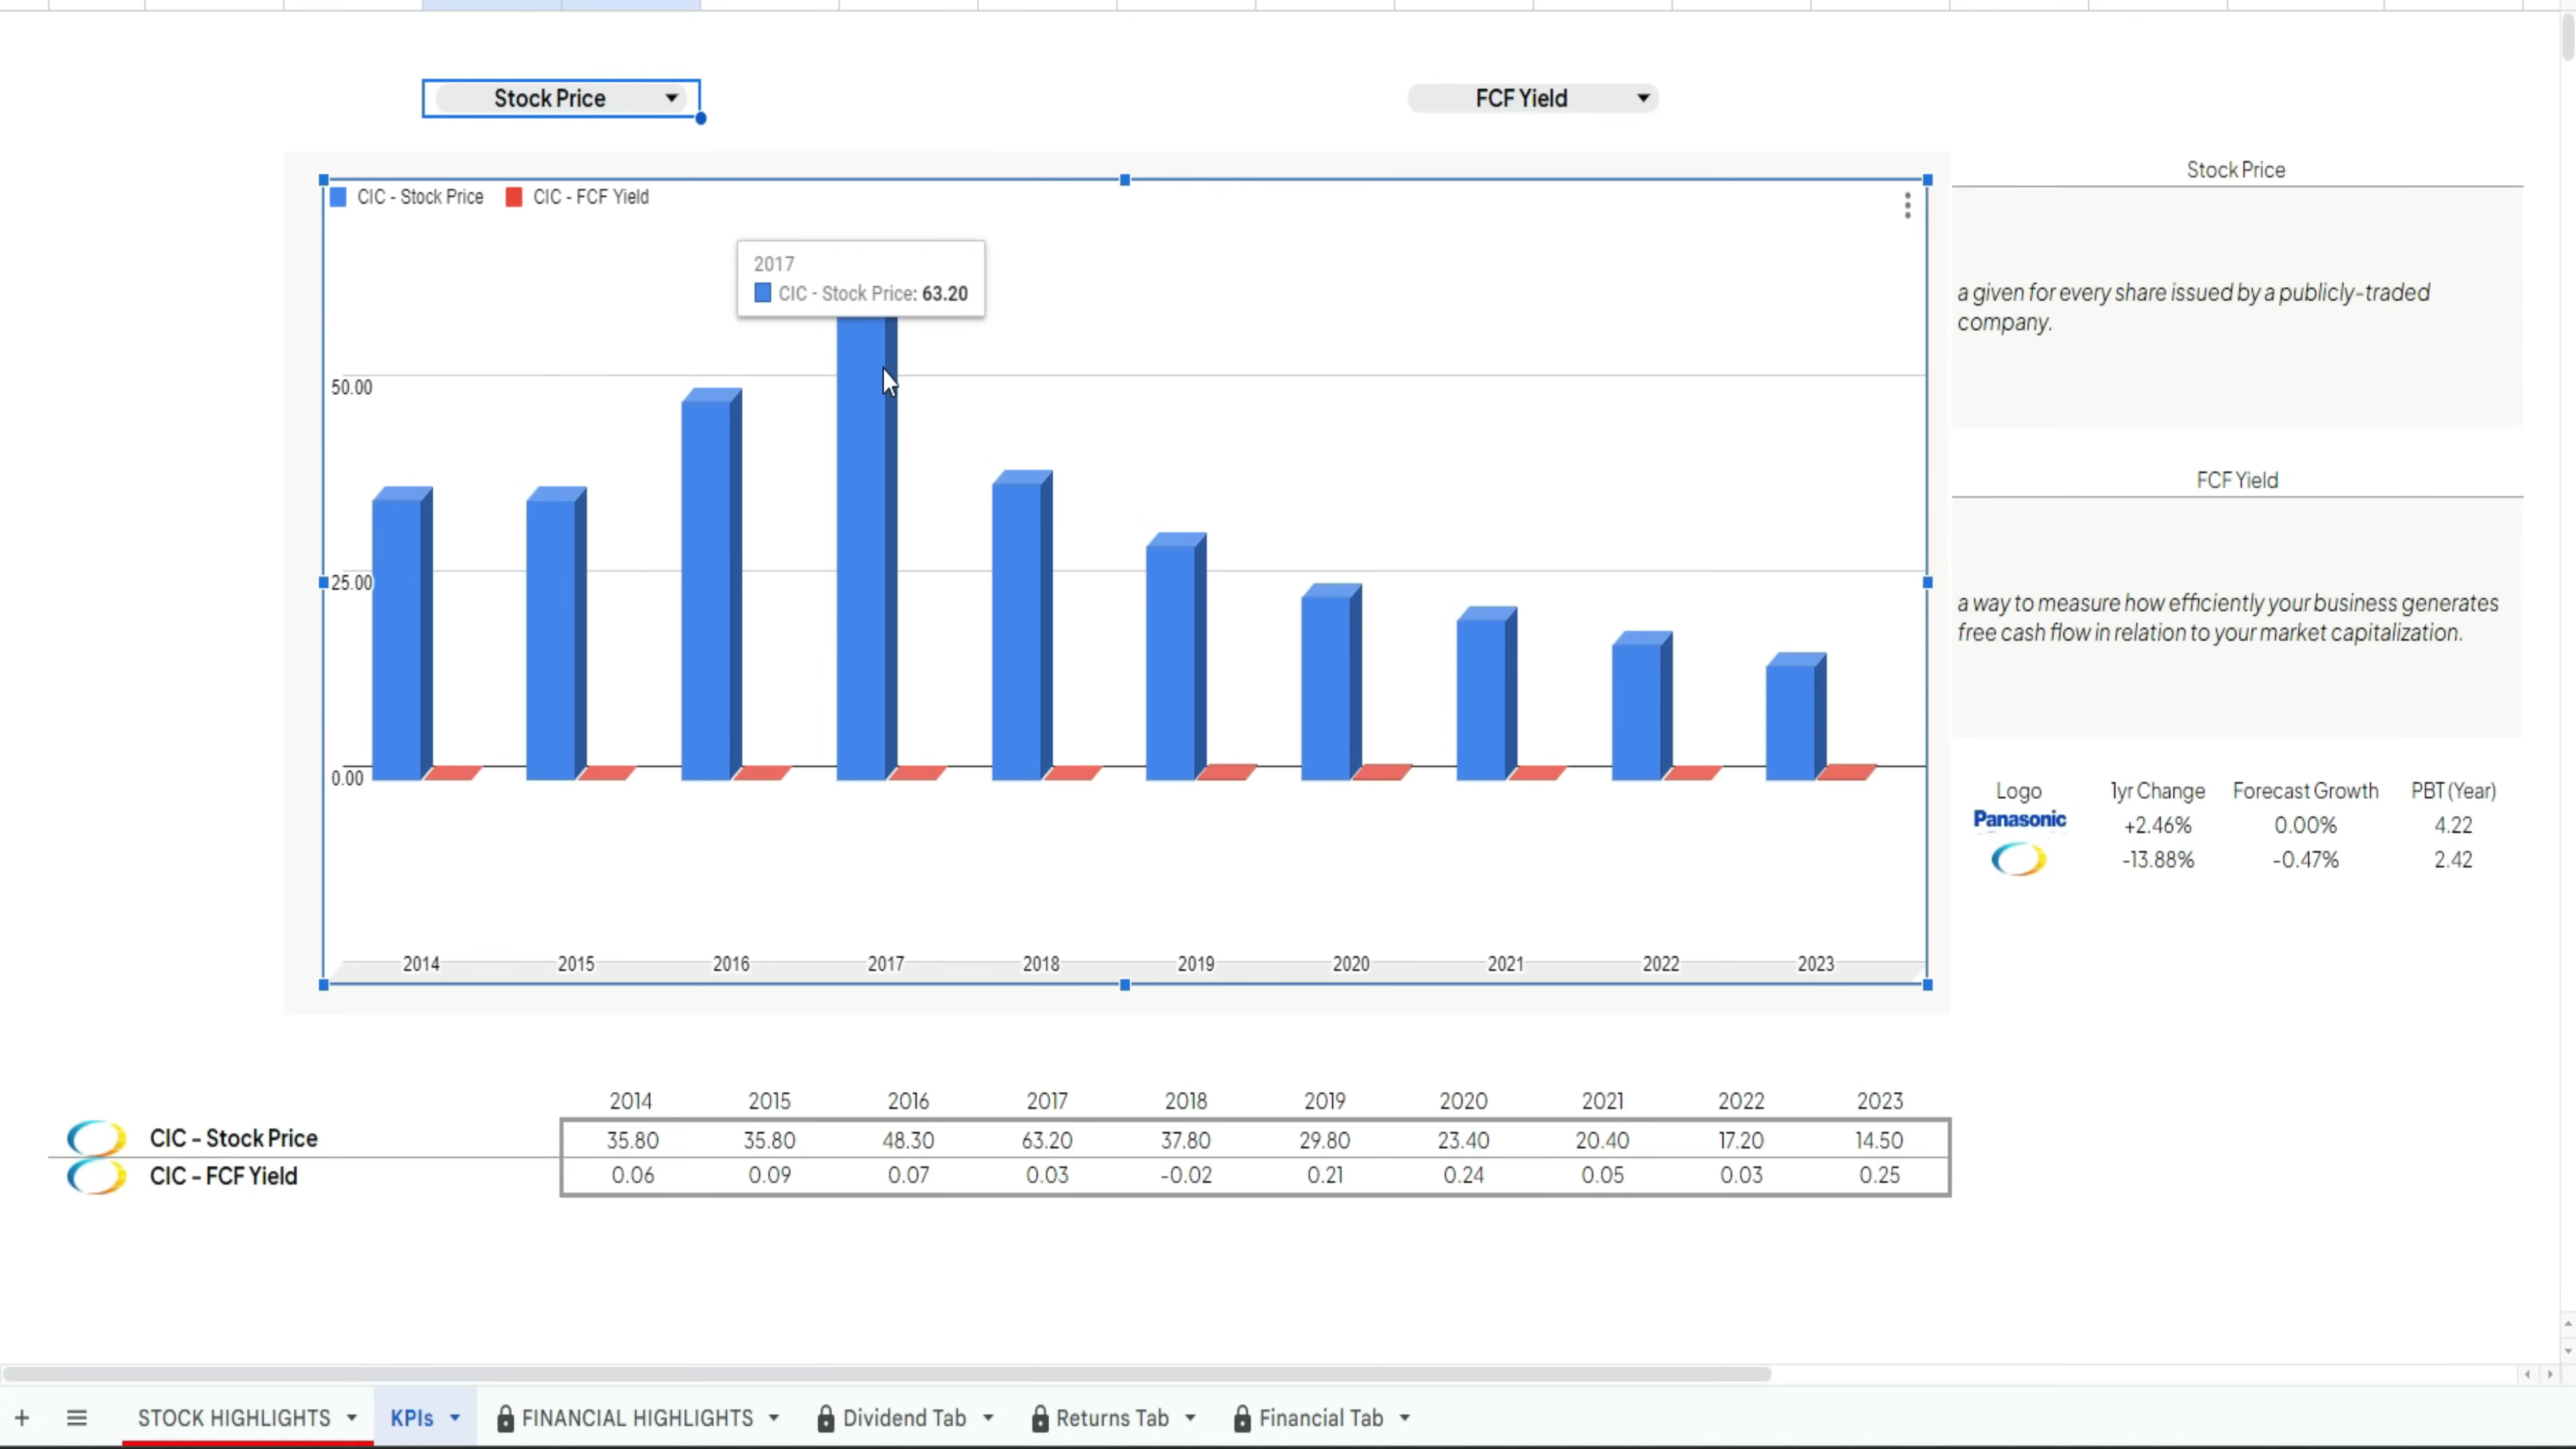 Stock Price
FCF Yield
CIC - Stock Price CIC - FCF Yield
2017
CIC - Stock Price: 63.20
50.00
25.00
0.00
2014 2015 2016 2017 2018 2019 2020 2021 2022 2023
Stock Price
a given for every share issued by a publicly-traded
company.
FCF Yield
a way to measure how efficiently your business generates
free cash flow in relation to your market capitalization.
Logo 1yr Change Forecast Growth PBT (Year)
Panasonic +2.46% 0.00% 4.22
-13.88% -0.47% 2.42
2014 2015 2016 2017 2018 2019 2020 2021 2022 2023
CIC - Stock Price 35.80 35.80 48.30 63.20 37.80 29.80 23.40 20.40 17.20 14.50
CIC - FCF Yield 0.06 0.09 0.07 0.03 -0.02 0.21 0.24 0.05 0.03 0.25
STOCK HIGHLIGHTS KPIs FINANCIAL HIGHLIGHTS Dividend Tab Returns Tab Financial Tab